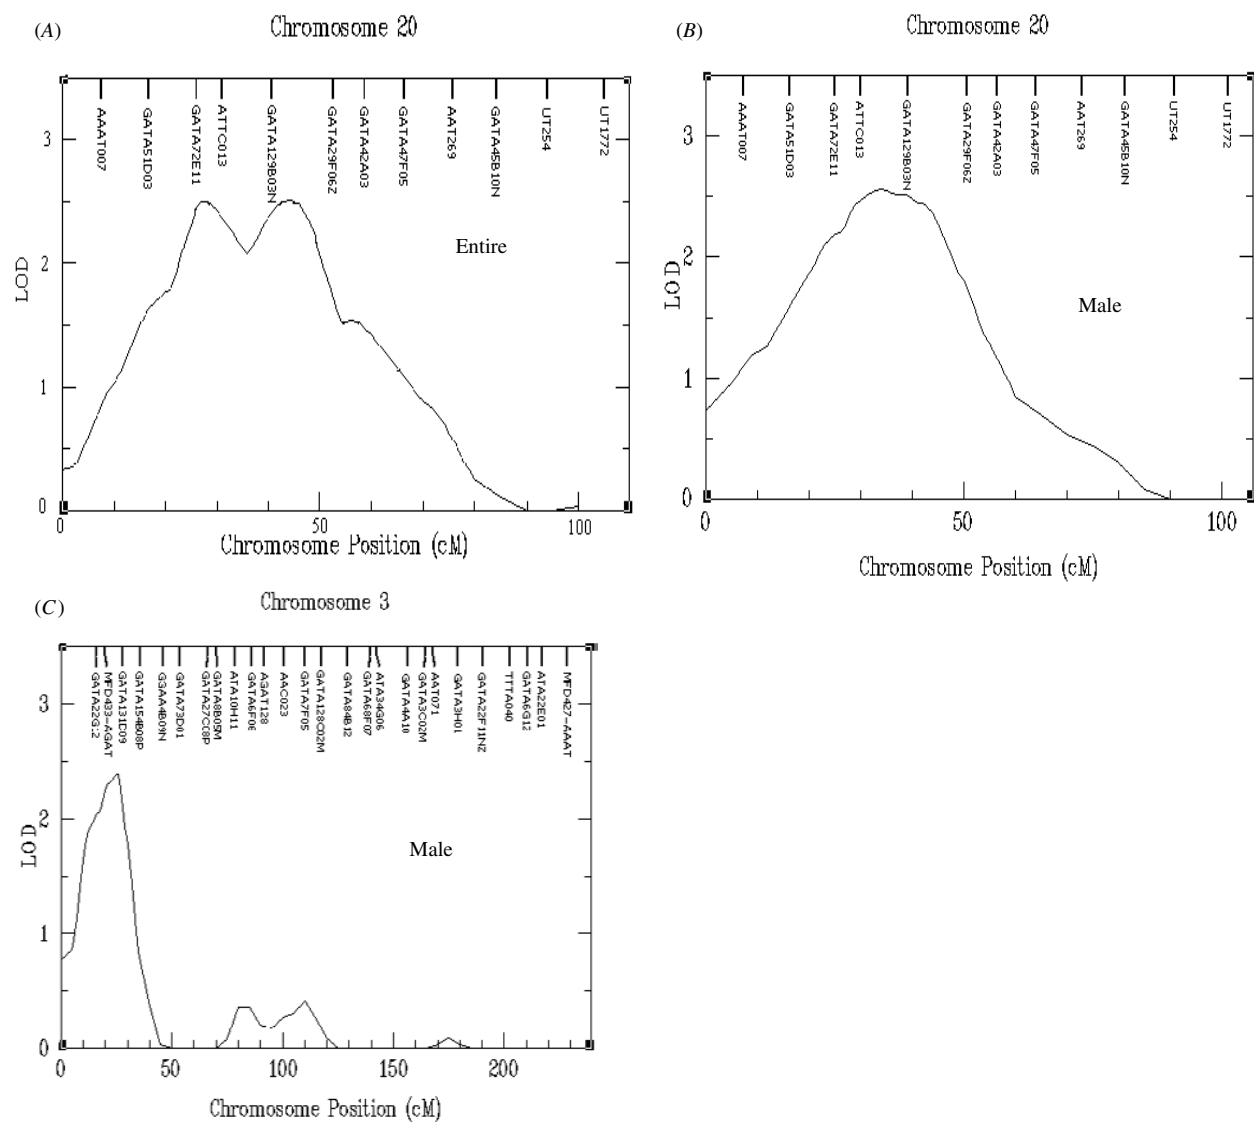 (A)
Chromosome 20
AAAT007
GATA51D03
GATA72E11
ATTC013
GATA129B03N
GATA29F06Z
GATA42A03
GATA47F05
AAT269
GATA45B10N
UT254
UT1772
3
2
1
0
LOD
Entire
0
50
100
Chromosome Position (cM)
(B)
Chromosome 20
AAAT007
GATA51D03
GATA72E11
ATTC013
GATA129B03N
GATA29F06Z
GATA42A03
GATA47F05
AAT269
GATA45B10N
UT254
UT1772
3
2
1
0
LOD
Male
0
50
100
Chromosome Position (cM)
(C)
Chromosome 3
GATA22G12
MFD433-AGAT
GATA131D09
GATA154B08P
GGAA4B09N
GATA73D01
GATA27C08P
GATA8B05M
ATA10H11
GATA6F06
AGAT128
AAC023
GATA7F05
GATA128C02M
GATA84B12
GATA68F07
ATA34G06
GATA4A10
GATA3C02M
AAT071
GATA3H01
GATA22F11NZ
TTTA040
GATA6G12
ATA22E01
MFD427-AAAT
3
2
1
0
LOD
Male
0
50
100
150
200
Chromosome Position (cM)